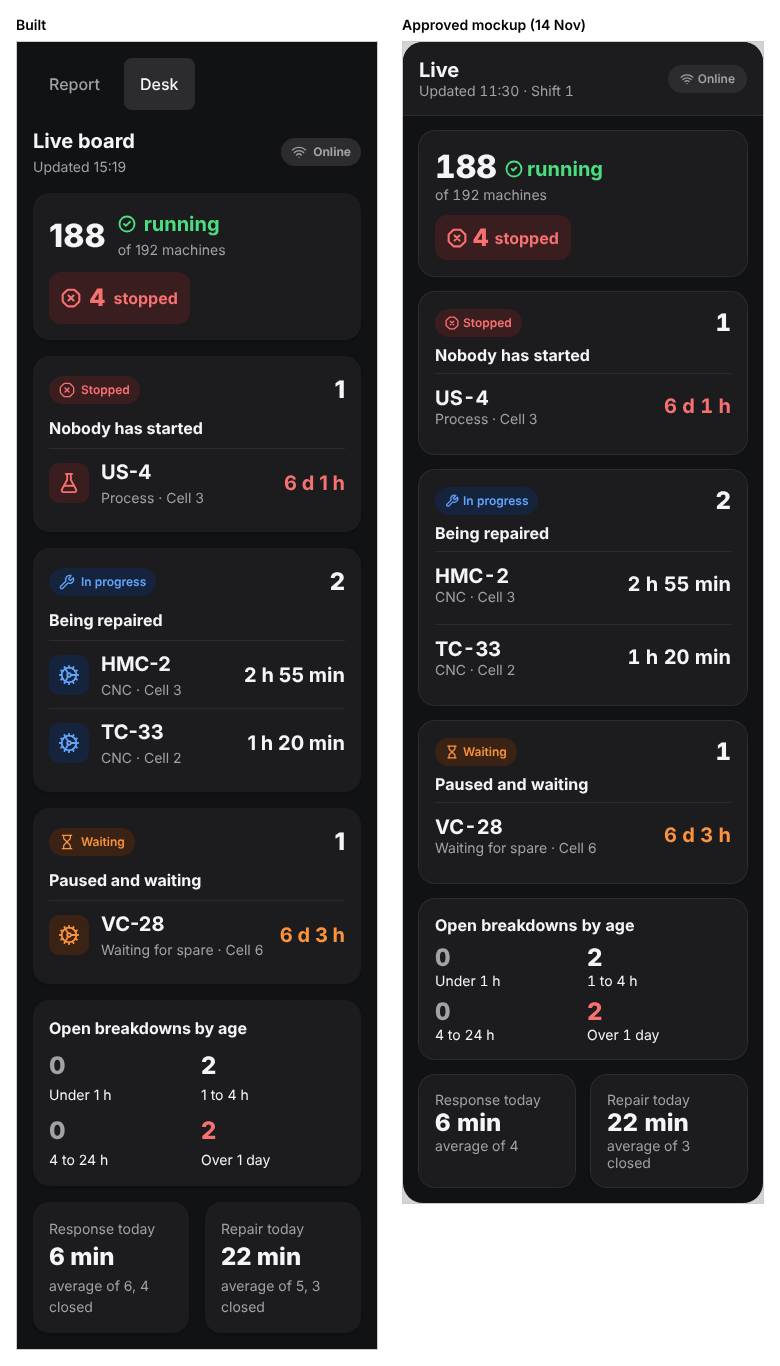 Built
Report
Desk
Live board
Updated 15:19
Online
188
running
of 192 machines
4 stopped
Stopped
1
Nobody has started
US-4
Process · Cell 3
6 d 1 h
In progress
2
Being repaired
HMC-2
CNC · Cell 3
2 h 55 min
TC-33
CNC · Cell 2
1 h 20 min
Waiting
1
Paused and waiting
VC-28
Waiting for spare · Cell 6
6 d 3 h
Open breakdowns by age
0
2
Under 1 h
1 to 4 h
0
2
4 to 24 h
Over 1 day
Response today
6 min
average of 6, 4
closed
Repair today
22 min
average of 5, 3
closed
Approved mockup (14 Nov)
Live
Updated 11:30 · Shift 1
Online
188 running
of 192 machines
4 stopped
Stopped
1
Nobody has started
US-4
Process · Cell 3
6 d 1 h
In progress
2
Being repaired
HMC-2
CNC · Cell 3
2 h 55 min
TC-33
CNC · Cell 2
1 h 20 min
Waiting
1
Paused and waiting
VC-28
Waiting for spare · Cell 6
6 d 3 h
Open breakdowns by age
0
2
Under 1 h
1 to 4 h
0
2
4 to 24 h
Over 1 day
Response today
6 min
average of 4
Repair today
22 min
average of 3
closed